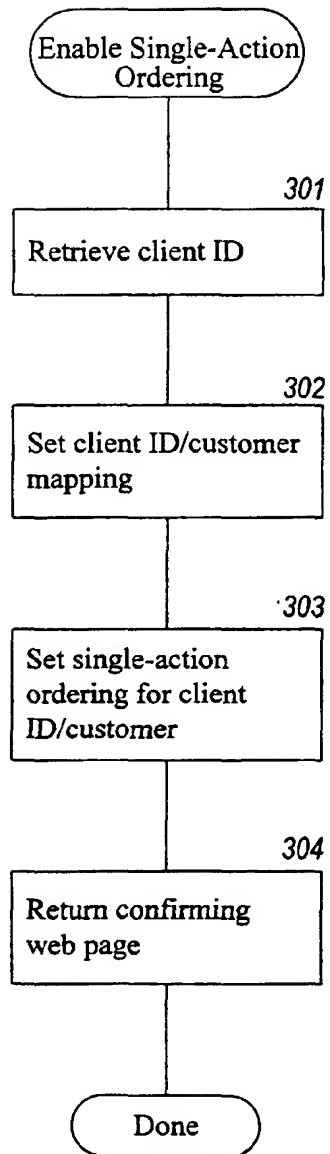 Enable Single-Action
Ordering
301
Retrieve client ID
302
Set client ID/customer
mapping
303
Set single-action
ordering for client
ID/customer
304
Return confirming
web page
Done